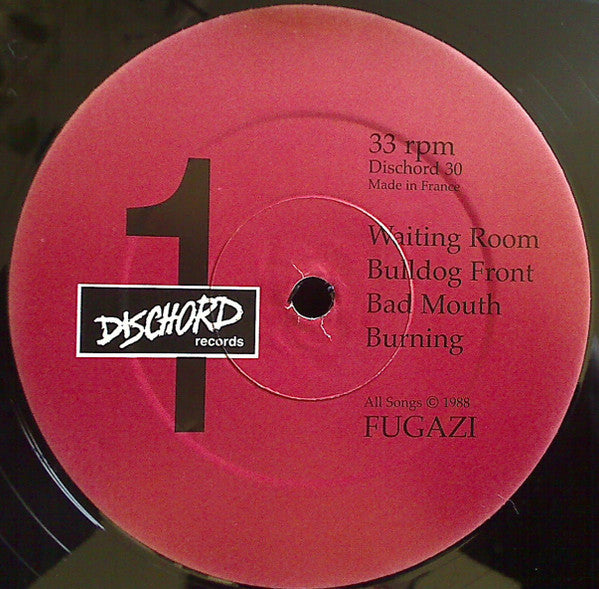 1
DISCHORD
records
33 rpm
Dischord 30
Made in France
Waiting Room
Bulldog Front
Bad Mouth
Burning
All Songs © 1988
FUGAZI